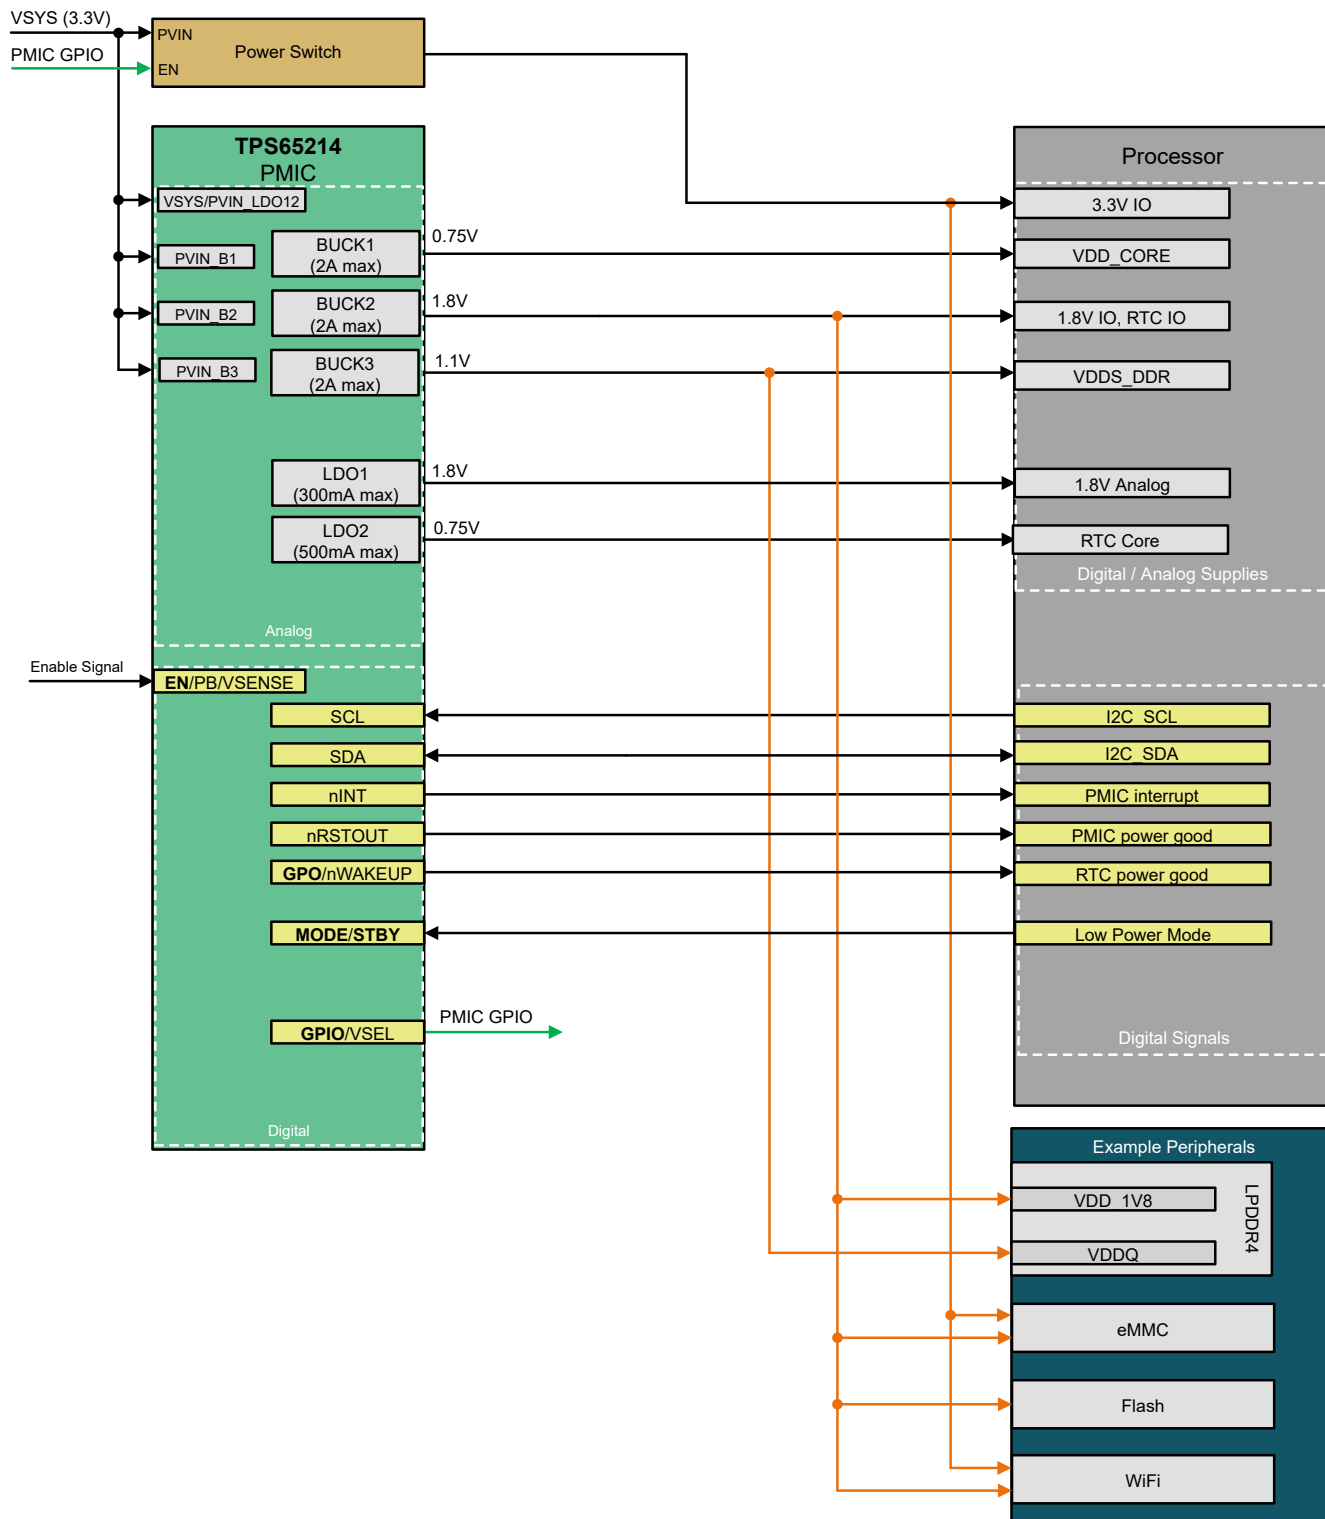 VSYS (3.3V)
PMIC GPIO
PVIN
EN
Power Switch
TPS65214
PMIC
VSYS/PVIN_LDO12
PVIN_B1
PVIN_B2
PVIN_B3
BUCK1
(2A max)
0.75V
BUCK2
(2A max)
1.8V
BUCK3
(2A max)
1.1V
LDO1
(300mA max)
1.8V
LDO2
(500mA max)
0.75V
Analog
Enable Signal
EN/PB/VSENSE
SCL
SDA
nINT
nRSTOUT
GPO/nWAKEUP
MODE/STBY
GPIO/VSEL
PMIC GPIO
Digital
Processor
3.3V IO
VDD_CORE
1.8V IO, RTC IO
VDDS_DDR
1.8V Analog
RTC Core
Digital / Analog Supplies
I2C_SCL
I2C_SDA
PMIC interrupt
PMIC power good
RTC power good
Low Power Mode
Digital Signals
Example Peripherals
VDD_1V8
VDDQ
LPDDR4
eMMC
Flash
WiFi